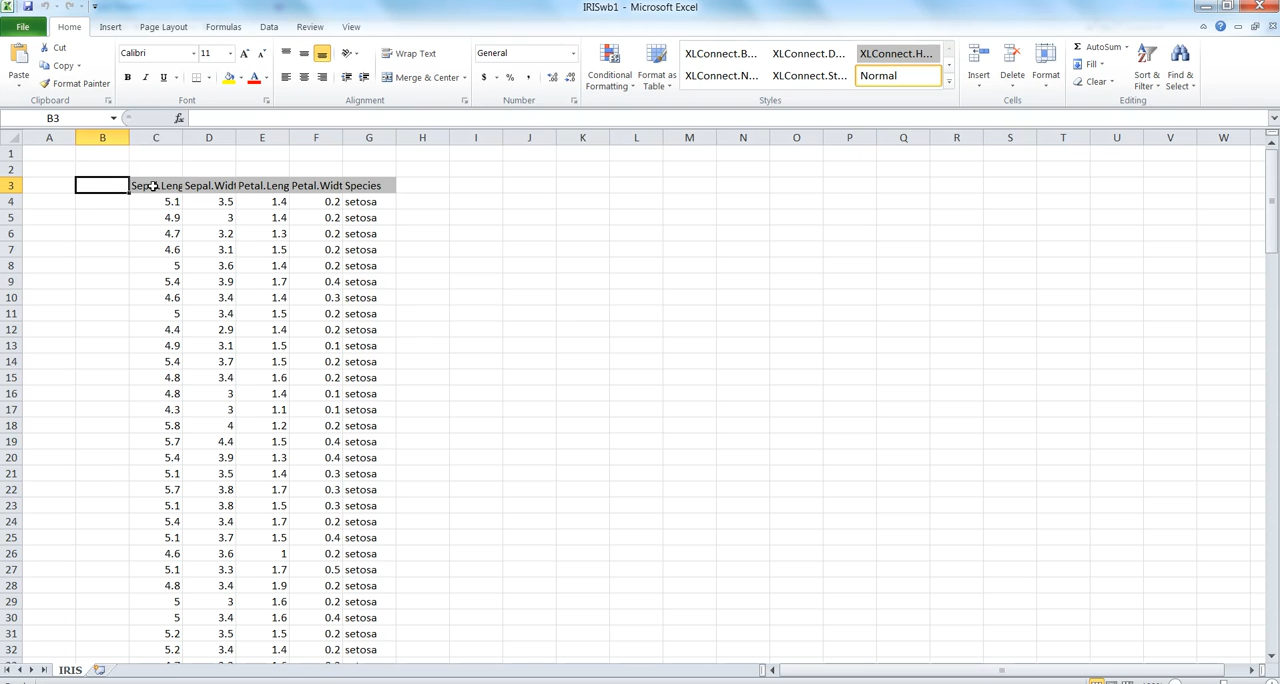 IRISwb1 - Microsoft Excel
File Home Insert Page Layout Formulas Data Review View
Paste Cut Copy Format Painter Clipboard
Calibri 11 Font
Wrap Text Merge & Center Alignment
General Number
Conditional Formatting Format as Table XLConnect.B... XLConnect.D... XLConnect.H... XLConnect.N... XLConnect.St... Normal Styles
Insert Delete Format Cells
AutoSum Fill Clear Sort & Filter Find & Select Editing
B3 fx
A B C D E F G H I J K L M N O P Q R S T U V W
1
2
3 Sepal.Leng Sepal.Widt Petal.Leng Petal.Widt Species
4 5.1 3.5 1.4 0.2 setosa
5 4.9 3 1.4 0.2 setosa
6 4.7 3.2 1.3 0.2 setosa
7 4.6 3.1 1.5 0.2 setosa
8 5 3.6 1.4 0.2 setosa
9 5.4 3.9 1.7 0.4 setosa
10 4.6 3.4 1.4 0.3 setosa
11 5 3.4 1.5 0.2 setosa
12 4.4 2.9 1.4 0.2 setosa
13 4.9 3.1 1.5 0.1 setosa
14 5.4 3.7 1.5 0.2 setosa
15 4.8 3.4 1.6 0.2 setosa
16 4.8 3 1.4 0.1 setosa
17 4.3 3 1.1 0.1 setosa
18 5.8 4 1.2 0.2 setosa
19 5.7 4.4 1.5 0.4 setosa
20 5.4 3.9 1.3 0.4 setosa
21 5.1 3.5 1.4 0.3 setosa
22 5.7 3.8 1.7 0.3 setosa
23 5.1 3.8 1.5 0.3 setosa
24 5.4 3.4 1.7 0.2 setosa
25 5.1 3.7 1.5 0.4 setosa
26 4.6 3.6 1 0.2 setosa
27 5.1 3.3 1.7 0.5 setosa
28 4.8 3.4 1.9 0.2 setosa
29 5 3 1.6 0.2 setosa
30 5 3.4 1.6 0.4 setosa
31 5.2 3.5 1.5 0.2 setosa
32 5.2 3.4 1.4 0.2 setosa
IRIS